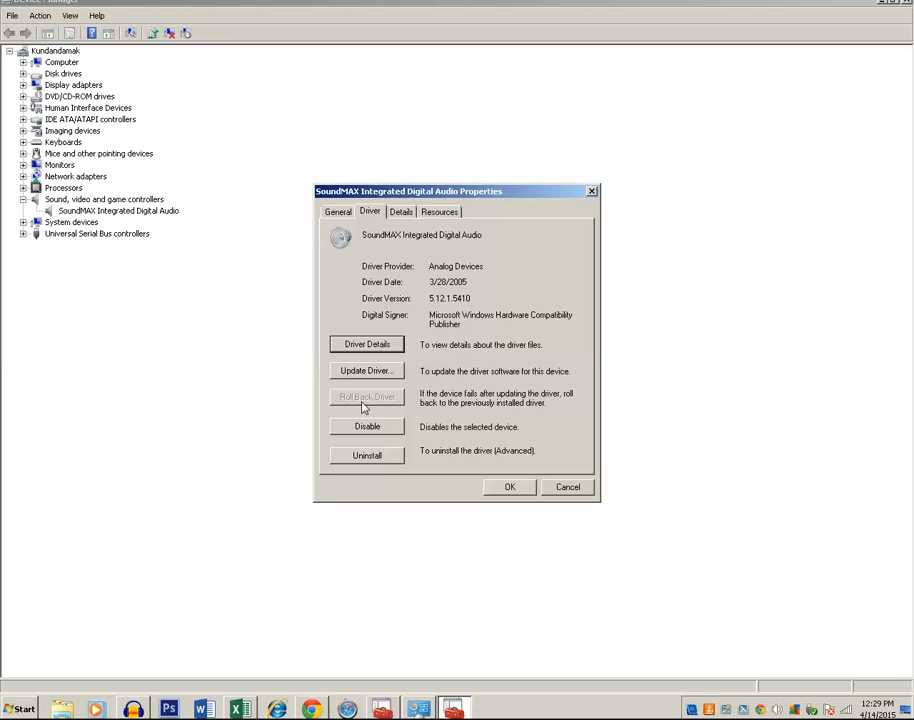 File Action View Help
Kundandamak
Computer
Disk drives
Display adapters
DVD/CD-ROM drives
Human Interface Devices
IDE ATA/ATAPI controllers
Imaging devices
Keyboards
Mice and other pointing devices
Monitors
Network adapters
Processors
Sound, video and game controllers
SoundMAX Integrated Digital Audio
System devices
Universal Serial Bus controllers
SoundMAX Integrated Digital Audio Properties
General Driver Details Resources
SoundMAX Integrated Digital Audio
Driver Provider: Analog Devices
Driver Date: 3/28/2005
Driver Version: 5.12.1.5410
Digital Signer: Microsoft Windows Hardware Compatibility
Publisher
Driver Details To view details about the driver files.
Update Driver... To update the driver software for this device.
Roll Back Driver If the device fails after updating the driver, roll
back to the previously installed driver.
Disable Disables the selected device.
Uninstall To uninstall the driver (Advanced).
OK Cancel
Start Ps 12:29 PM
4/14/2015